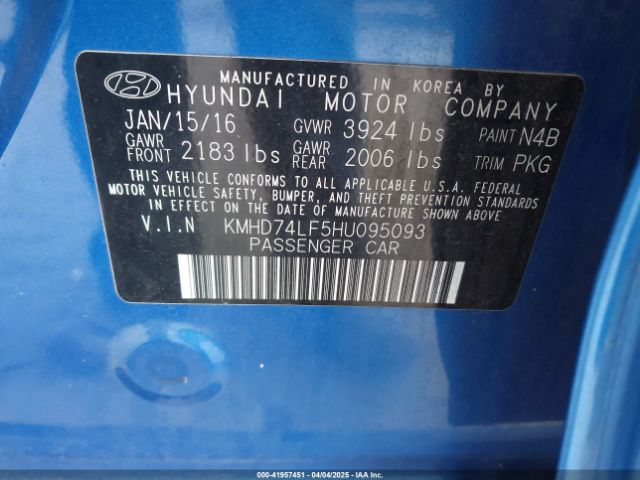 MANUFACTURED IN KOREA BY
HYUNDAI MOTOR COMPANY
JAN/15/16 GVWR 3924 lbs PAINT N4B
GAWR FRONT 2183 lbs GAWR REAR 2006 lbs TRIM PKG
THIS VEHICLE CONFORMS TO ALL APPLICABLE U.S.A. FEDERAL
MOTOR VEHICLE SAFETY, BUMPER, AND THEFT PREVENTION STANDARDS
IN EFFECT ON THE DATE OF MANUFACTURE SHOWN ABOVE
V.I.N KMHD74LF5HU095093
PASSENGER CAR
000-41957451 - 04/04/2025 - IAAI.COM